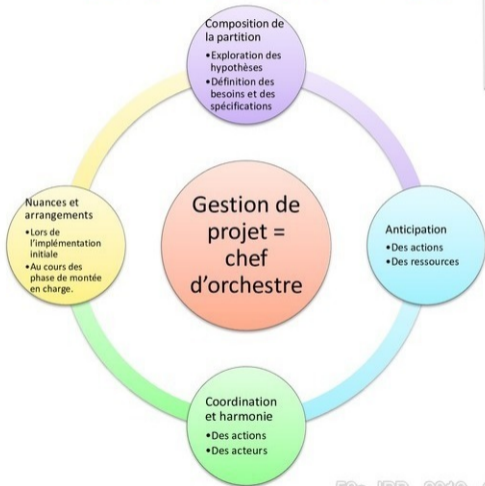 Composition de
la partition
•Exploration des
hypothèses
•Définition des
besoins et des
spécifications
Gestion de
projet =
chef
d’orchestre
Anticipation
•Des actions
•Des ressources
Coordination
et harmonie
•Des actions
•Des acteurs
Nuances et
arrangements
•Lors de
l’implémentation
initiale
•Au cours des
phase de montée
en charge.